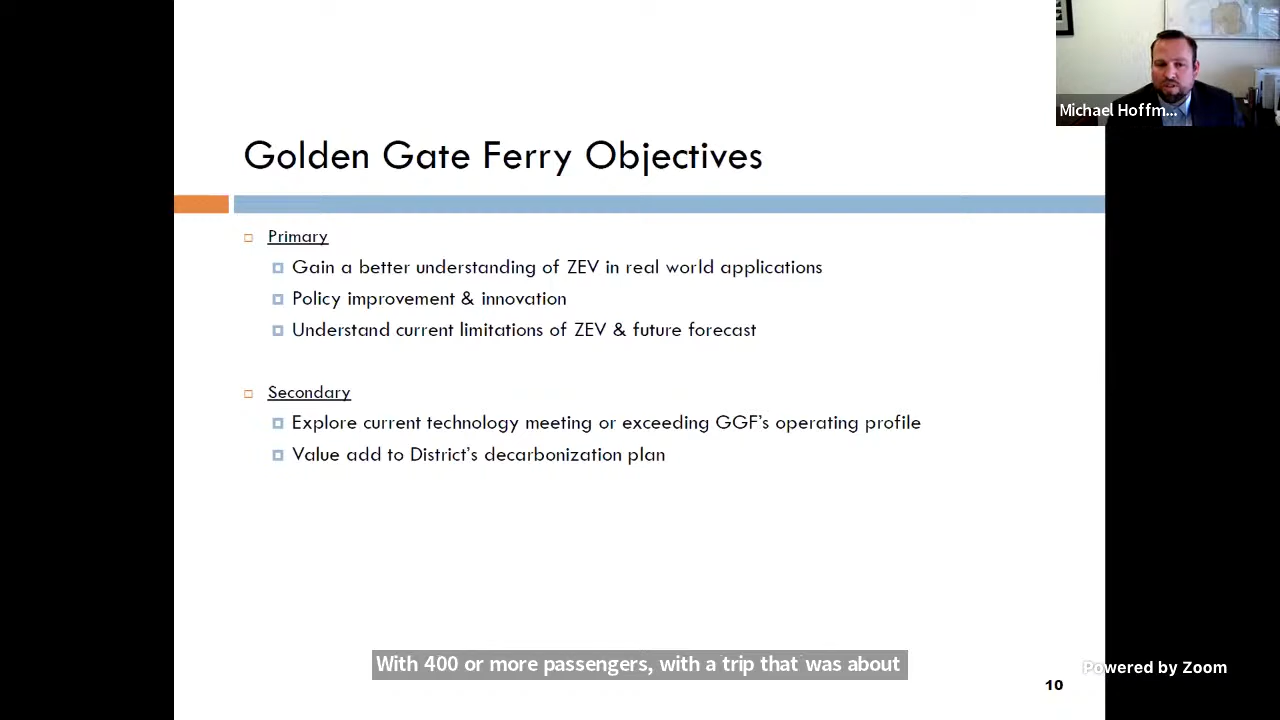 Michael Hoffm...
Golden Gate Ferry Objectives
Primary
Gain a better understanding of ZEV in real world applications
Policy improvement & innovation
Understand current limitations of ZEV & future forecast
Secondary
Explore current technology meeting or exceeding GGF's operating profile
Value add to District's decarbonization plan
With 400 or more passengers, with a trip that was about
Powered by Zoom
10